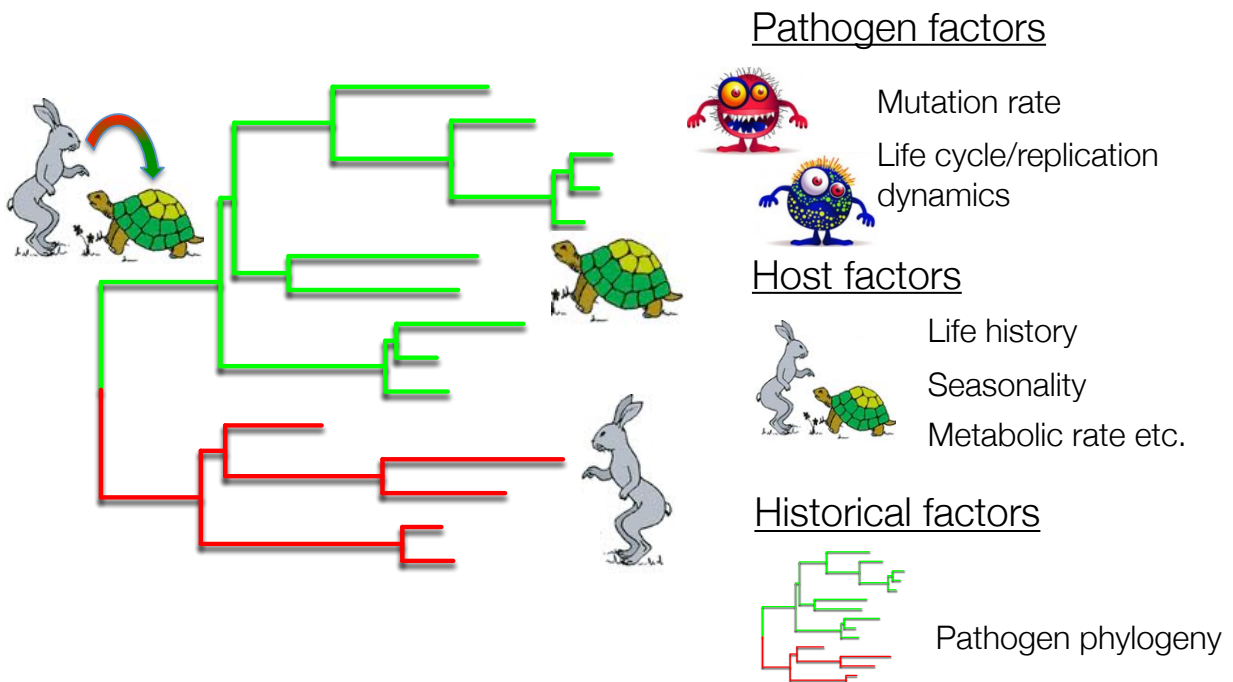 Pathogen factors
Mutation rate
Life cycle/replication
dynamics
Host factors
Life history
Seasonality
Metabolic rate etc.
Historical factors
Pathogen phylogeny